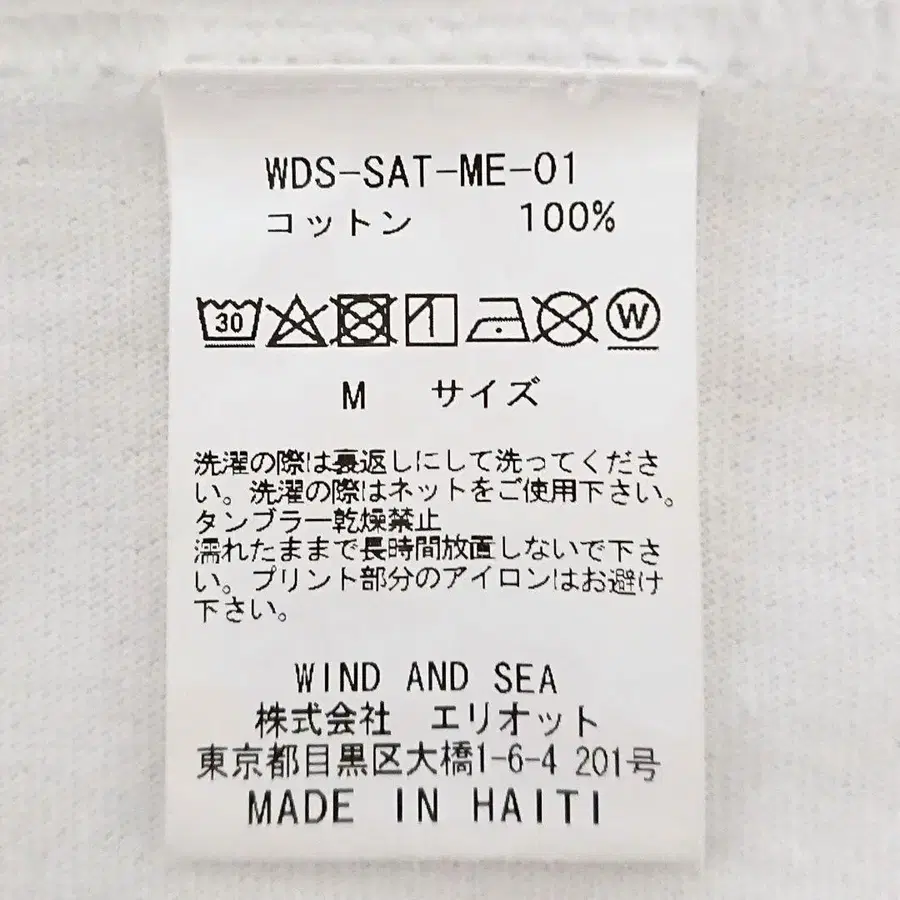 WDS-SAT-ME-01
コットン 100%
30
W
M サイズ
洗濯の際は裏返しにして洗ってくださ
い。洗濯の際はネットをご使用下さい。
タンブラー乾燥禁止
濡れたままで長時間放置しないで下さ
い。プリント部分のアイロンはお避け
下さい。
WIND AND SEA
株式会社 エリオット
東京都目黒区大橋1-6-4 201号
MADE IN HAITI